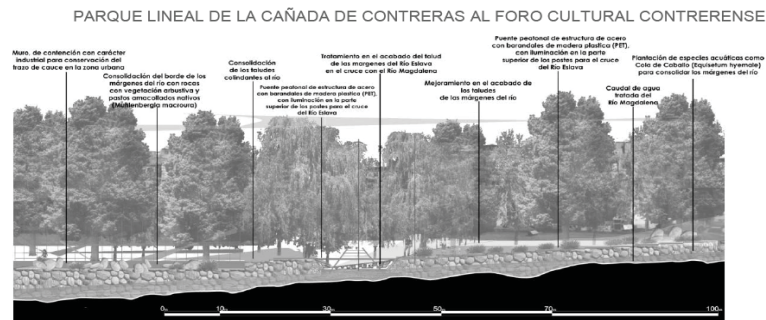 PARQUE LINEAL DE LA CAÑADA DE CONTRERAS AL FORO CULTURAL CONTRERENSE
Muro, de contención con carácter
industrial para conservación del
trazo de cauce en la zona urbana
Consolidación del borde de los
márgenes del río con rocas
con vegetación arbustiva y
pastos amacollados nativos
(Muhlenbergia macroura)
Consolidación
de los taludes
colindantes al río
Puente peatonal de estructura de acero
con barandales de madera plastica (PET),
con iluminación en la parte
superior de los postes para el cruce
del Río Eslava
Tratamiento en el acabado del talud
de las margenes del Río Eslava
en el cruce con el Río Magdalena
Mejoramiento en el acabado de
los taludes
de las márgenes del río
Puente peatonal de estructura de acero
con barandales de madera plastica (PET),
con iluminación en la parte
superior de los postes para el cruce
del Río Eslava
Caudal de agua
tratada del
Río Magdalena
Plantación de especies acuáticas como
Cola de Caballo (Equisetum hyemale)
para consolidar los márgenes del río
0m 10m 30m 50m 70m 100m